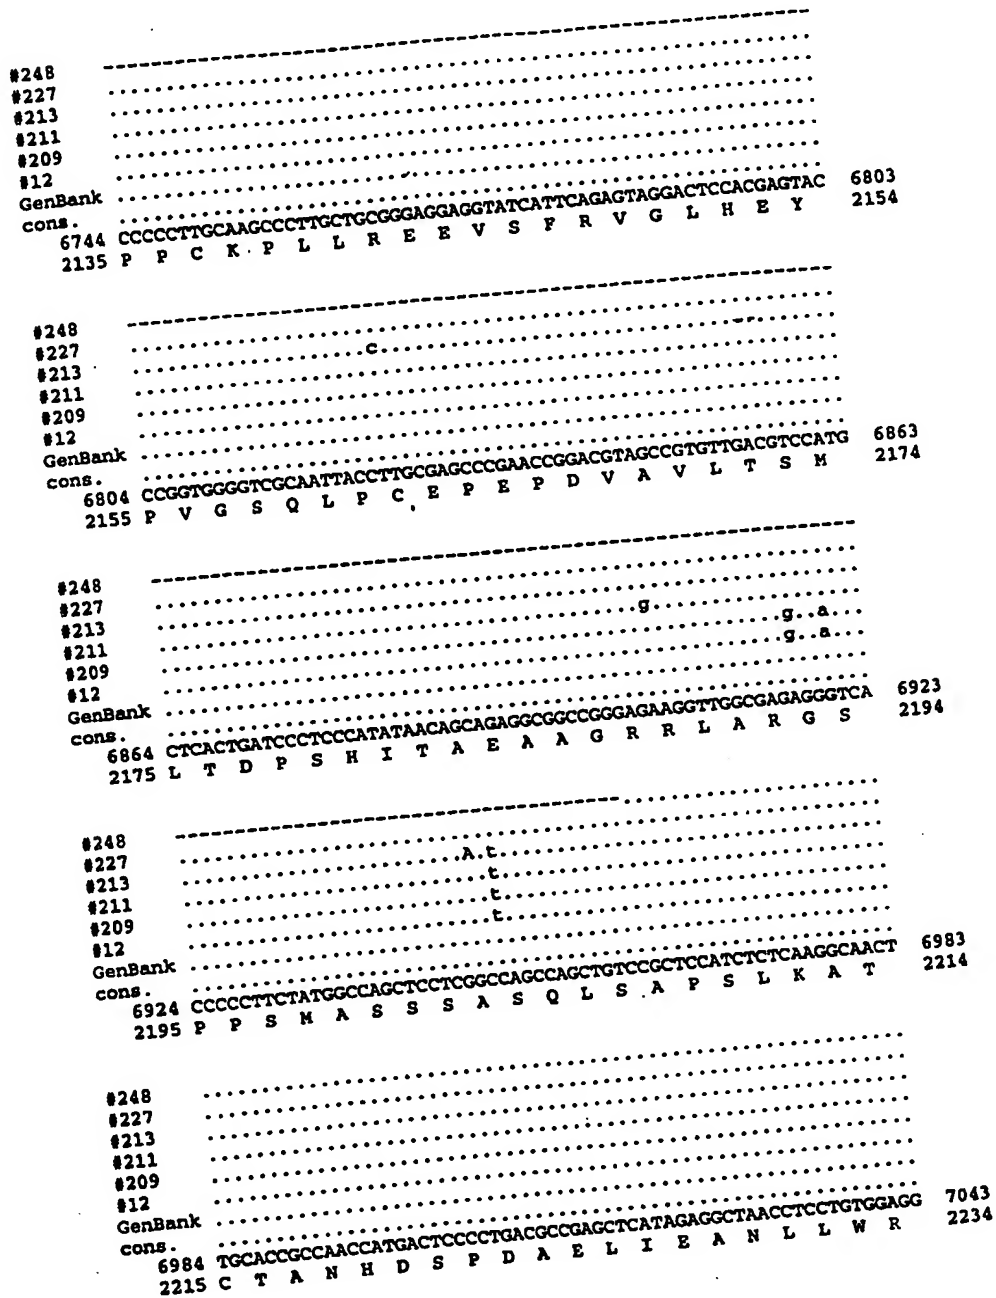 #248 ------------------------------------------------------------
#227 ............................................................
#213 ............................................................
#211 ............................................................
#209 ............................................................
#12 ............................................................
GenBank ............................................................
cons. ............................................................
6744 CCCCCTTGCAAGCCCTTGCTGCGGGAGGAGGTATCATTCAGAGTAGGACTCCACGAGTAC 6803
2135 P P C K P L L R E E V S F R V G L H E Y 2154
#248 ------------------------------------------------------------
#227 ............................................................
#213 ....................c.......................................
#211 ............................................................
#209 ............................................................
#12 ............................................................
GenBank ............................................................
cons. ............................................................
6804 CCGGTGGGGTCGCAATTACCTTGCGAGCCCGAACCGGACGTAGCCGTGTTGACGTCCATG 6863
2155 P V G S Q L P C E P E P D V A V L T S M 2174
#248 ------------------------------------------------------------
#227 ............................................................
#213 ............................................................
#211 .........................................g..................
#209 .....................................................g..a...
#12 .....................................................g..a...
GenBank ............................................................
cons. ............................................................
6864 CTCACTGATCCCTCCCATATAACAGCAGAGGCGGCCGGGAGAAGGTTGGCGAGAGGGTCA 6923
2175 L T D P S H I T A E A A G R R L A R G S 2194
#248 --------------------------------------......................
#227 ............................................................
#213 ........................A.t.................................
#211 ..........................t.................................
#209 ..........................t.................................
#12 ..........................t.................................
GenBank ............................................................
cons. ............................................................
6924 CCCCCTTCTATGGCCAGCTCCTCGGCCAGCCAGCTGTCCGCTCCATCTCTCAAGGCAACT 6983
2195 P P S M A S S S A S Q L S A P S L K A T 2214
#248 ............................................................
#227 ............................................................
#213 ............................................................
#211 ............................................................
#209 ............................................................
#12 ............................................................
GenBank ............................................................
cons. ............................................................
6984 TGCACCGCCAACCATGACTCCCCTGACGCCGAGCTCATAGAGGCTAACCTCCTGTGGAGG 7043
2215 C T A N H D S P D A E L I E A N L L W R 2234